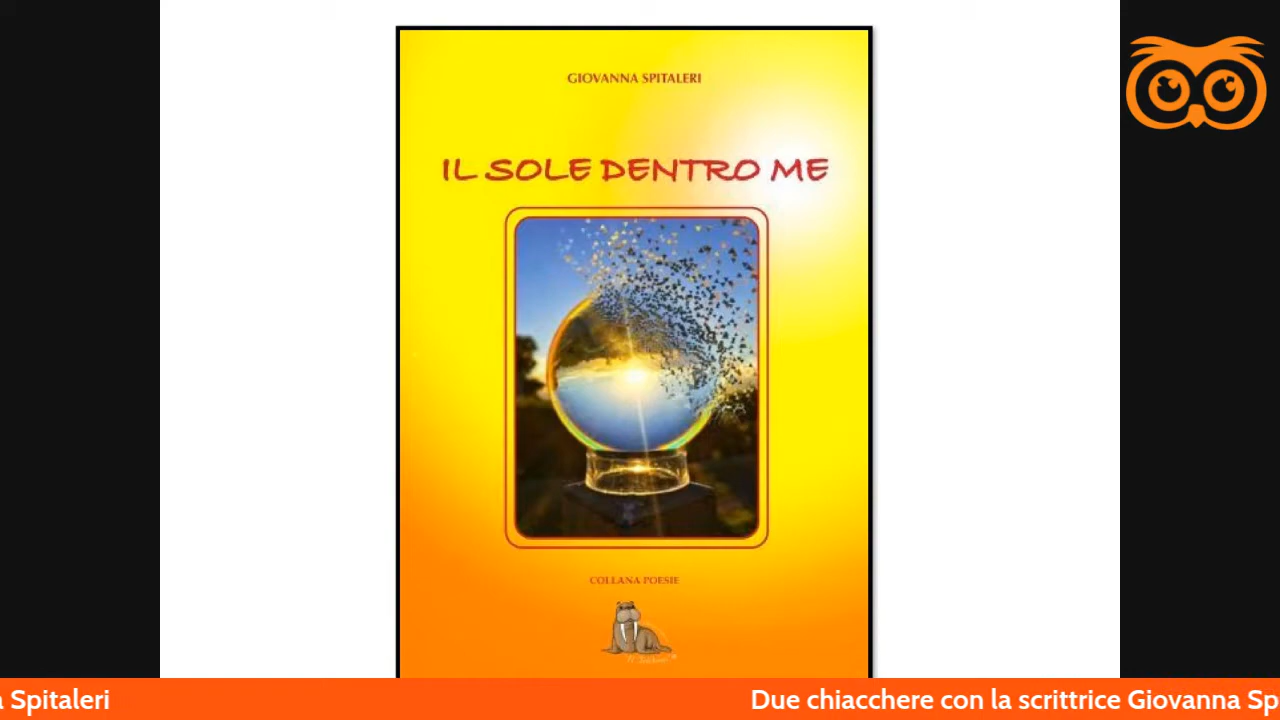 GIOVANNA SPITALERI
IL SOLE DENTRO ME
COLLANA POESIE
a Spitaleri
Due chiacchere con la scrittrice Giovanna Sp